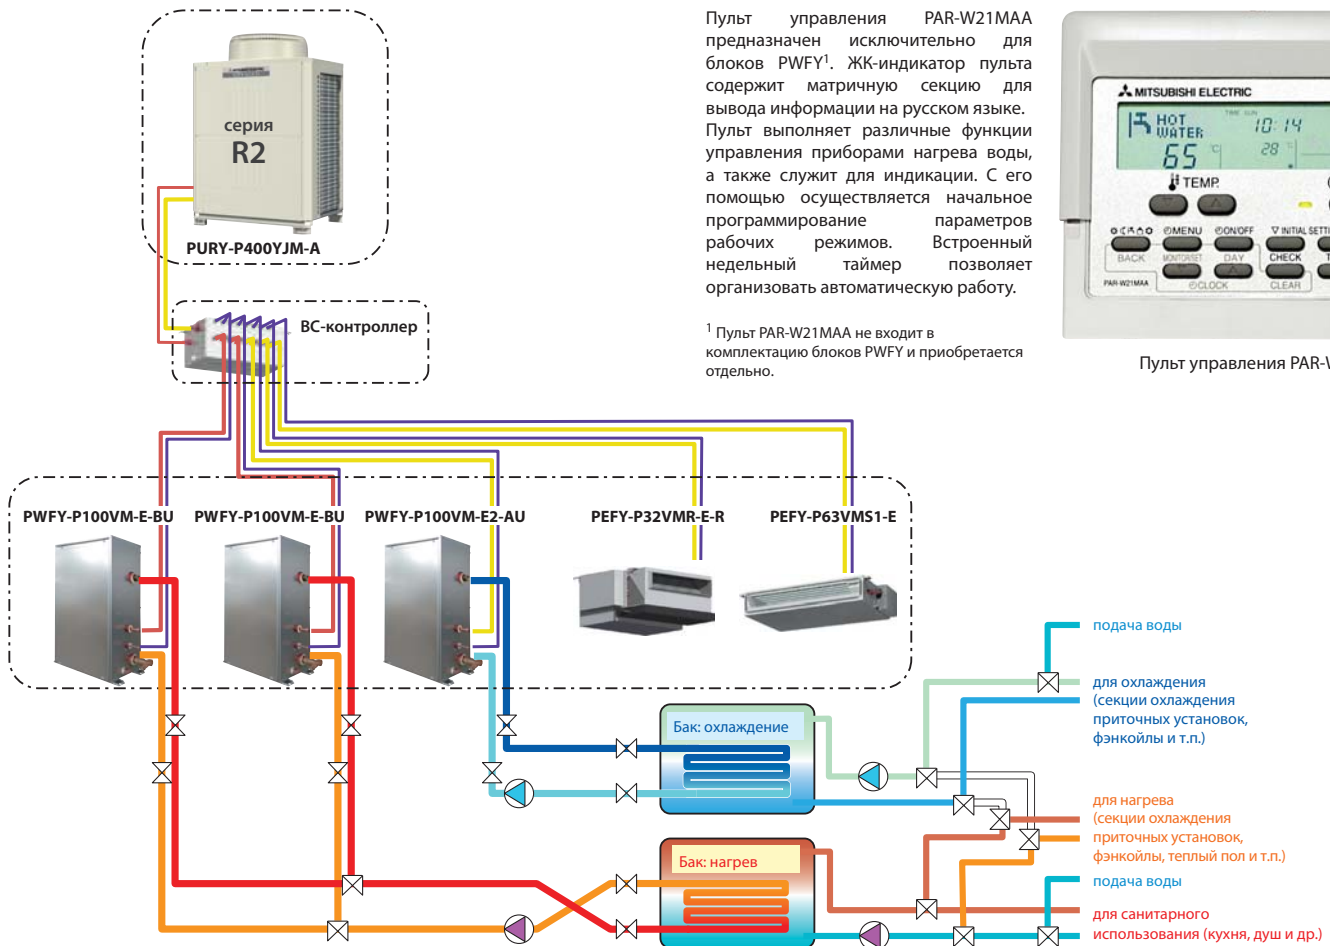 Пульт управления PAR-W21MAA
предназначен исключительно для
блоков PWFY¹. ЖК-индикатор пульта
содержит матричную секцию для
вывода информации на русском языке.
Пульт выполняет различные функции
управления приборами нагрева воды,
а также служит для индикации. С его
помощью осуществляется начальное
программирование параметров
рабочих режимов. Встроенный
недельный таймер позволяет
организовать автоматическую работу.
¹ Пульт PAR-W21MAA не входит в
комплектацию блоков PWFY и приобретается
отдельно.
MITSUBISHI ELECTRIC
HOT
WATER
TIME SUN
10:14
65 °C
28 °C
TEMP.
MENU
ON/OFF
INITIAL SETTI
BACK
MONITOR/SET
DAY
CHECK
CLOCK
CLEAR
PAR-W21MAA
Пульт управления PAR-W
серия
R2
PURY-P400YJM-A
ВС-контроллер
PWFY-P100VM-E-BU
PWFY-P100VM-E-BU
PWFY-P100VM-E2-AU
PEFY-P32VMR-E-R
PEFY-P63VMS1-E
Бак: охлаждение
Бак: нагрев
подача воды
для охлаждения
(секции охлаждения
приточных установок,
фэнкойлы и т.п.)
для нагрева
(секции охлаждения
приточных установок,
фэнкойлы, теплый пол и т.п.)
подача воды
для санитарного
использования (кухня, душ и др.)